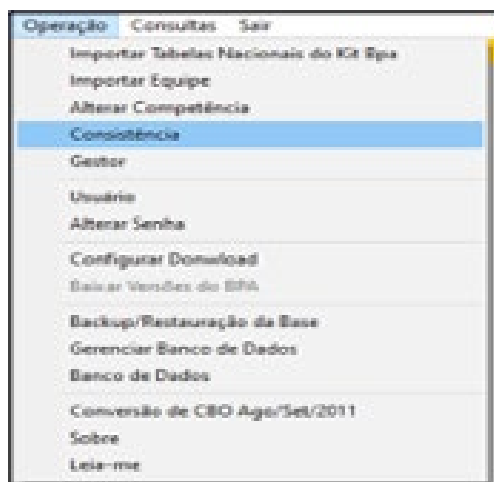 Operação Consultas Sair
Importar Tabelas Nacionais do Kit Bpa
Importar Equipe
Alterar Competência
Consistência
Gestor
Usuário
Alterar Senha
Configurar Donwload
Baixar Versões do BPA
Backup/Restauração da Base
Gerenciar Banco de Dados
Banco de Dados
Conversão de CBO Ago/Set/2011
Sobre
Leia-me